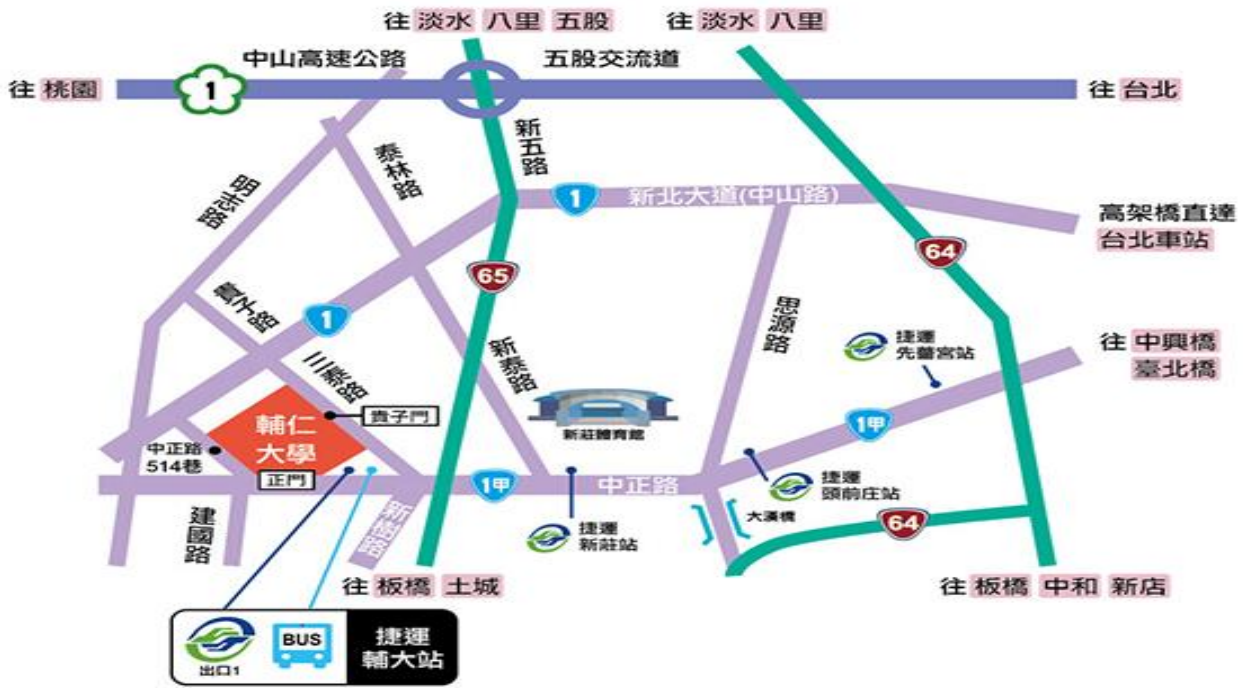 往 淡水 八里 五股
往 淡水 八里
中山高速公路
五股交流道
往 桃園
1
往 台北
新五路
泰林路
明志路
1
新北大道(中山路)
高架橋直達
台北車站
65
64
貴子路
1
思源路
捷運
先嗇宮站
往 中興橋
臺北橋
新泰路
三泰路
輔仁
大學
貴子門
新莊體育館
1甲
中正路
514巷
正門
1甲
中正路
捷運
頭前庄站
大漢橋
64
建國路
新樹路
捷運
新莊站
往 板橋 土城
往 板橋 中和 新店
出口1
BUS
捷運
輔大站